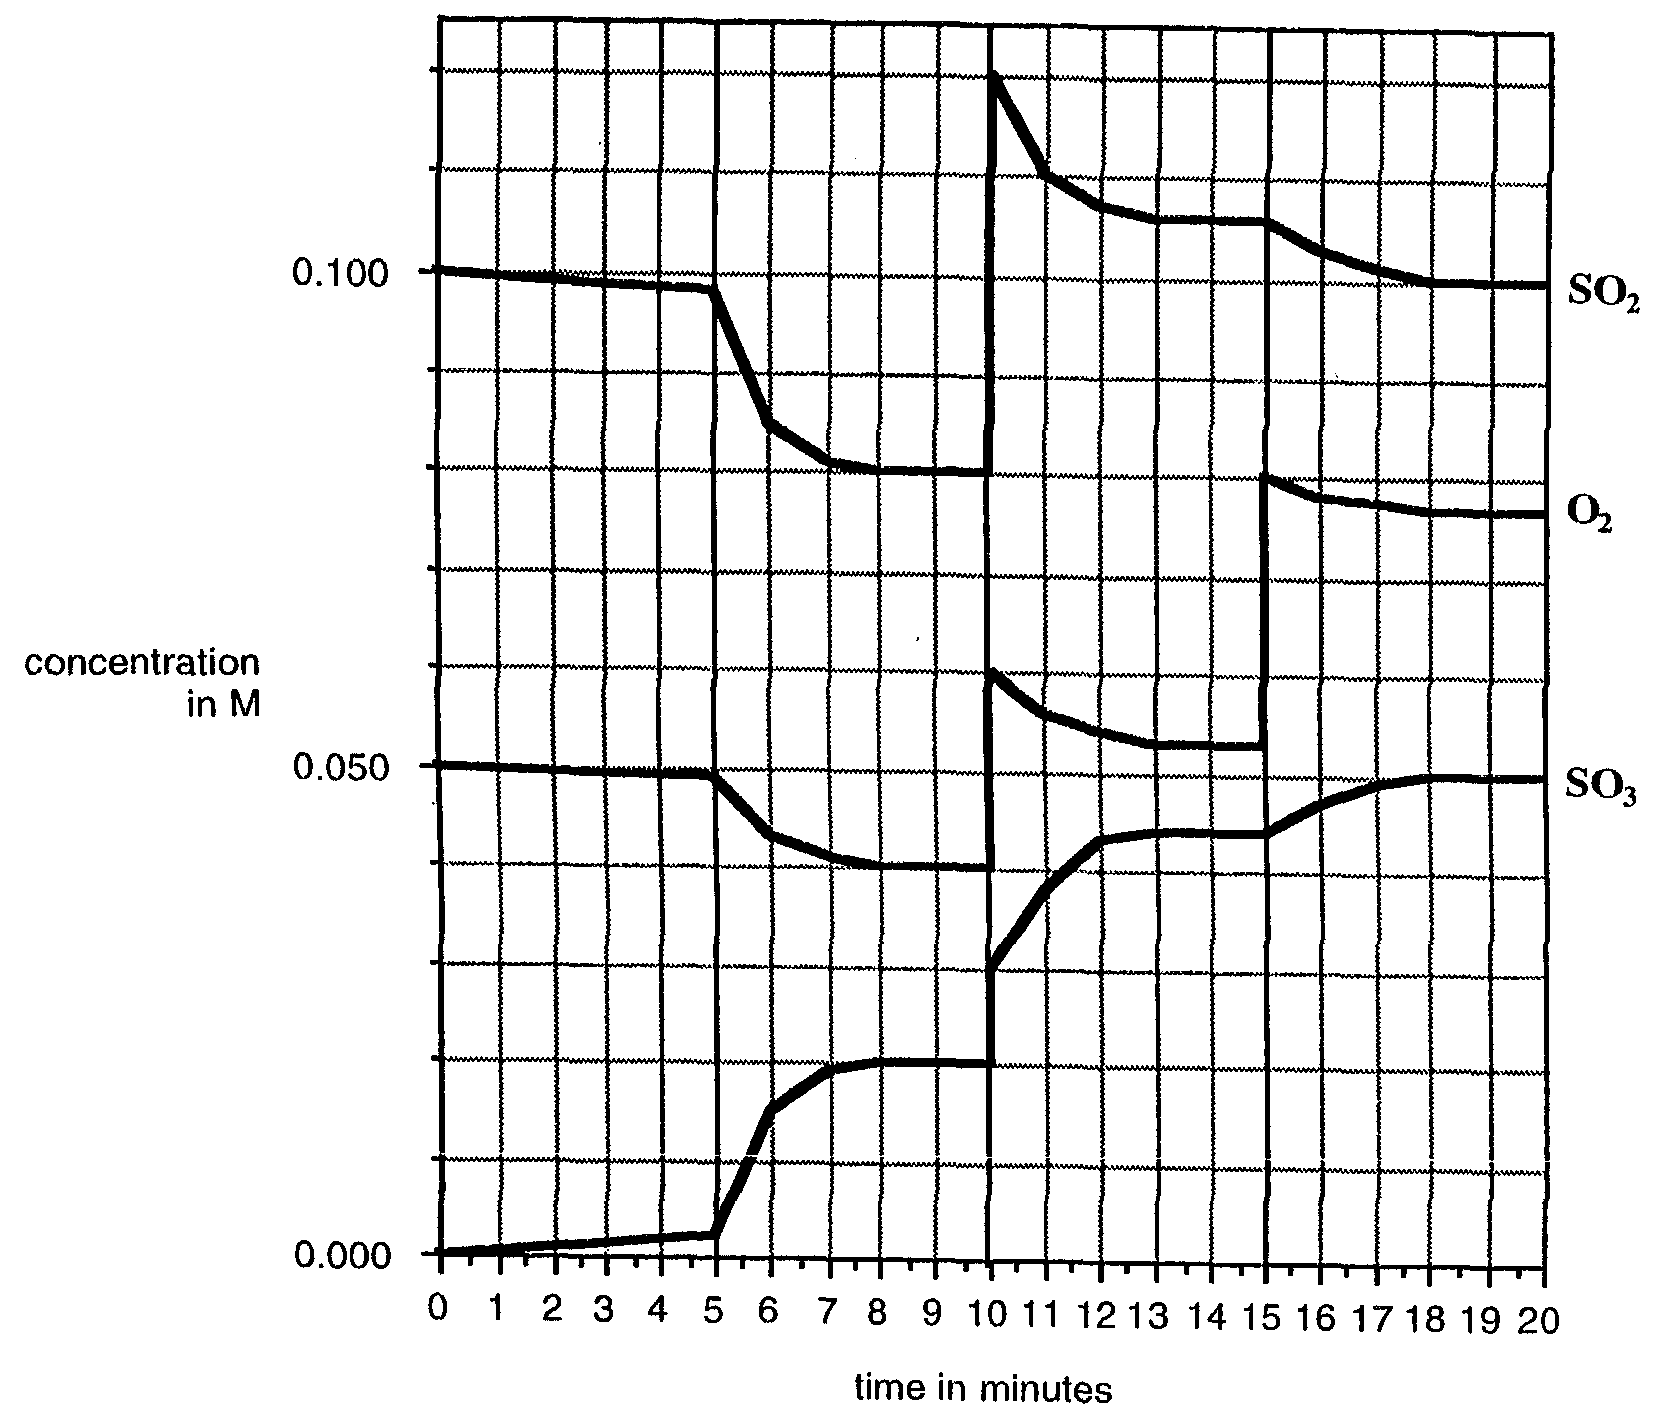 0.100
SO₂
O₂
concentration
in M
0.050
SO₃
0.000
0 1 2 3 4 5 6 7 8 9 10 11 12 13 14 15 16 17 18 19 20
time in minutes